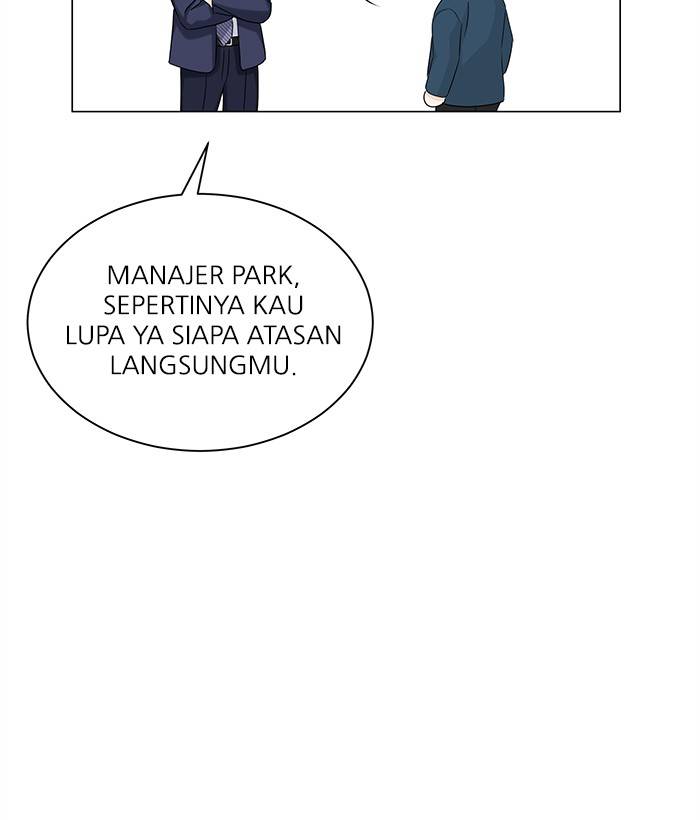 MANAJER PARK,
SEPERTINYA KAU
LUPA YA SIAPA ATASAN
LANGSUNGMU.